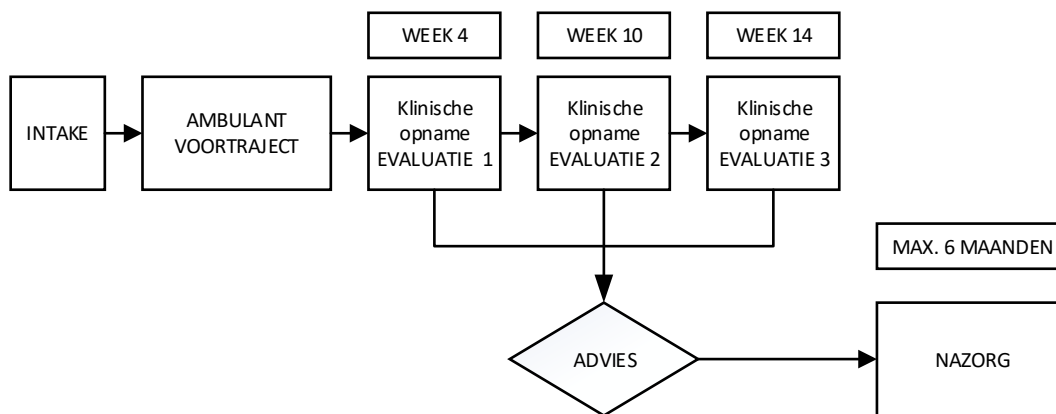 WEEK 4
WEEK 10
WEEK 14
INTAKE
AMBULANT
VOORTRAJECT
Klinische
opname
EVALUATIE 1
Klinische
opname
EVALUATIE 2
Klinische
opname
EVALUATIE 3
MAX. 6 MAANDEN
ADVIES
NAZORG